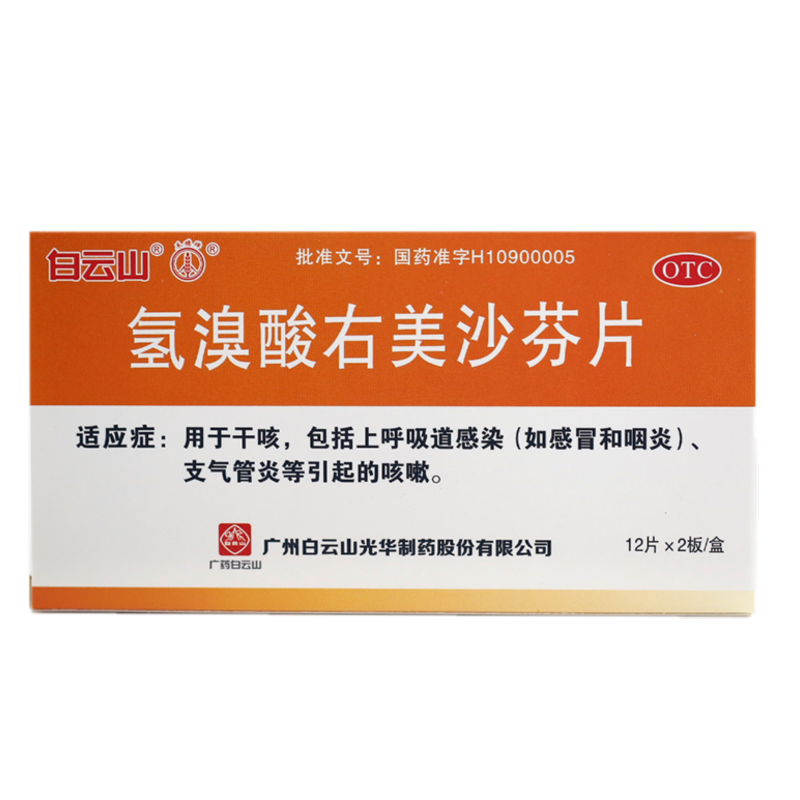 白云山® ®
批准文号：国药准字H10900005
OTC
氢溴酸右美沙芬片
适应症：用于干咳，包括上呼吸道感染（如感冒和咽炎）、
支气管炎等引起的咳嗽。
广药白云山
广州白云山光华制药股份有限公司
12片×2板/盒